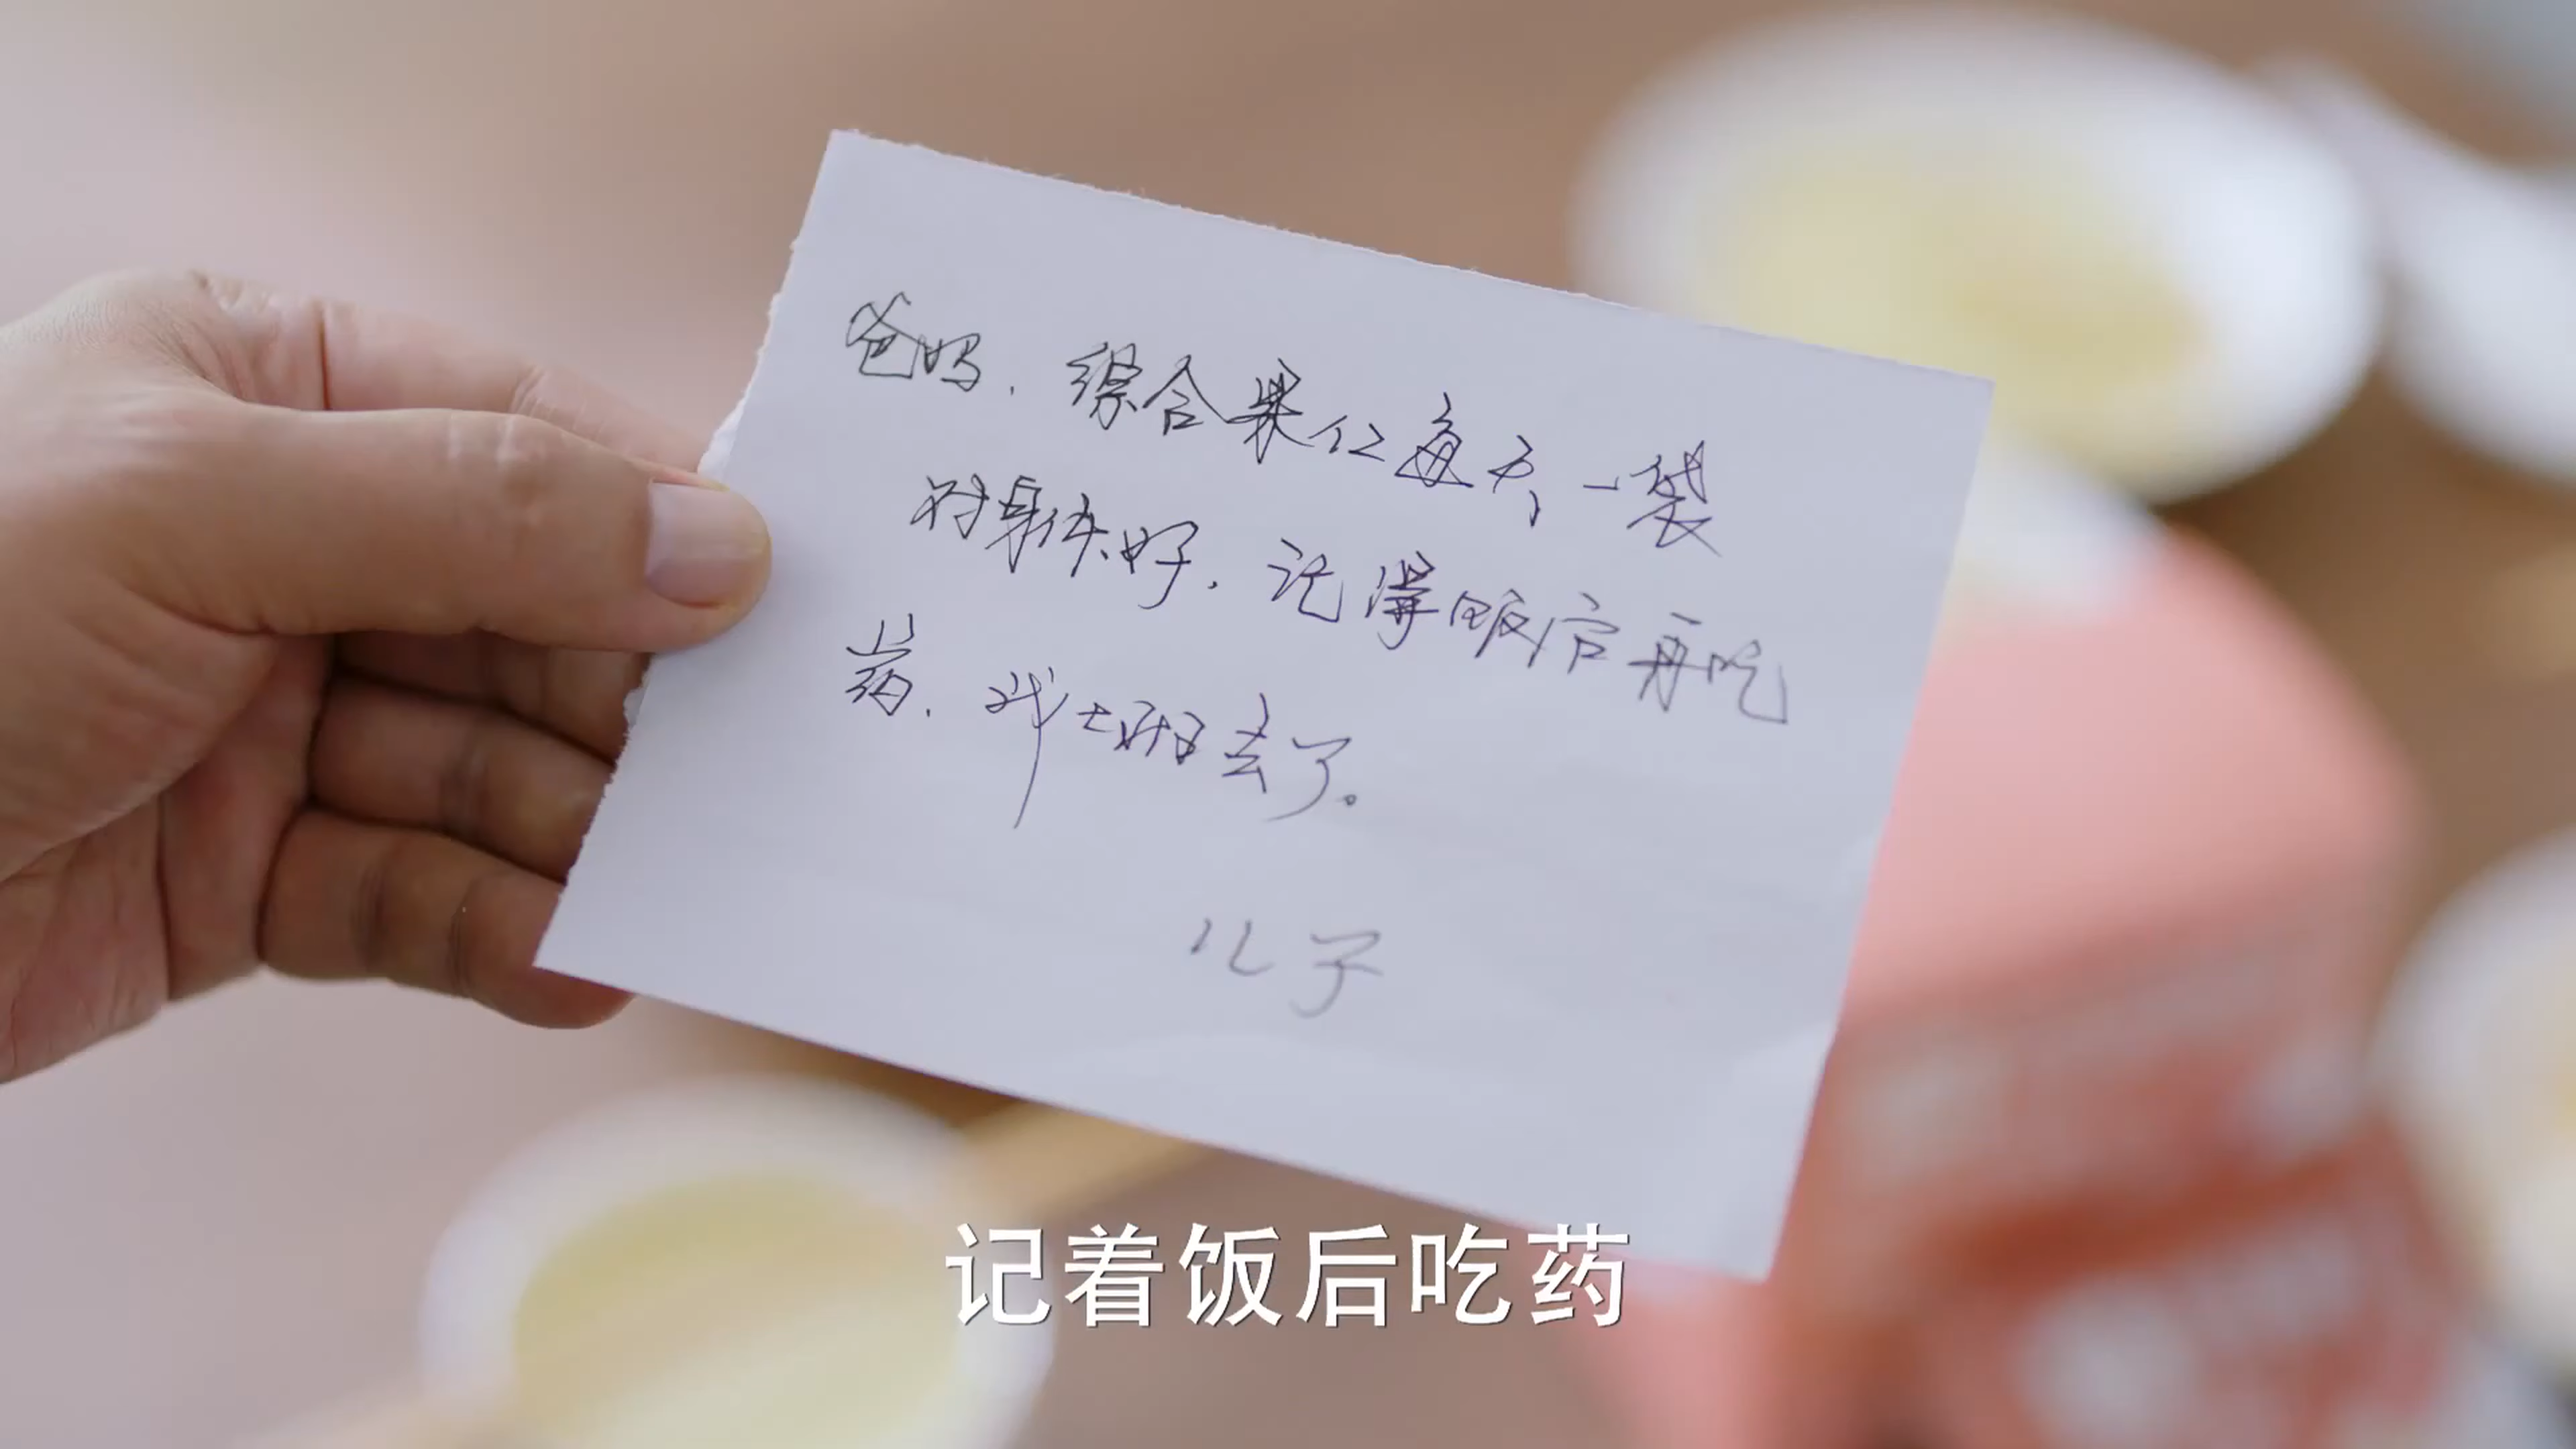 爸妈，综合果仁每天一袋
对身体好，记得饭后再吃
药，我上班去了。
儿子
记着饭后吃药